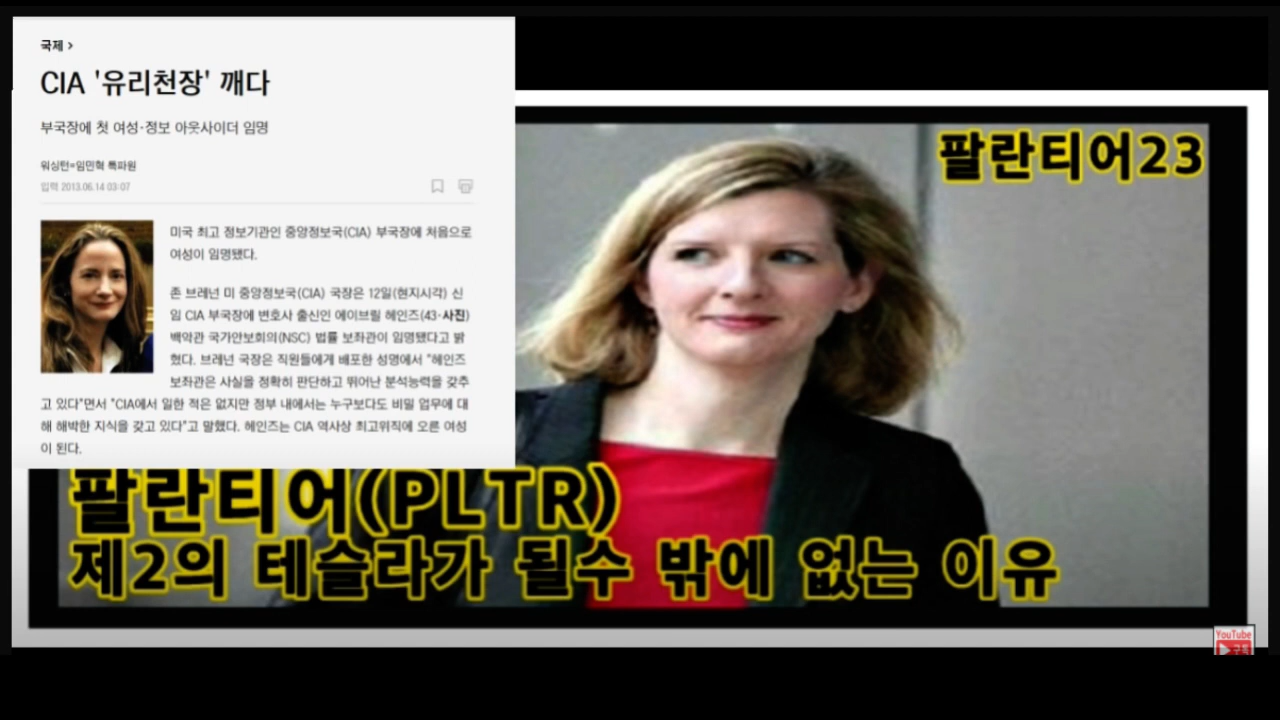 국제 >
CIA '유리천장' 깨다
부국장에 첫 여성·정보 아웃사이더 임명
워싱턴=임민혁 특파원
입력 2013.06.14 03:07
미국 최고 정보기관인 중앙정보국(CIA) 부국장에 처음으로
여성이 임명됐다.
존 브레넌 미 중앙정보국(CIA) 국장은 12일(현지시각) 신
임 CIA 부국장에 변호사 출신인 에이브릴 헤인즈(43·사진)
백악관 국가안보회의(NSC) 법률 보좌관이 임명됐다고 밝
혔다. 브레넌 국장은 직원들에게 배포한 성명에서 "헤인즈
보좌관은 사실을 정확히 판단하고 뛰어난 분석능력을 갖추
고 있다"면서 "CIA에서 일한 적은 없지만 정부 내에서는 누구보다도 비밀 업무에 대
해 해박한 지식을 갖고 있다"고 말했다. 헤인즈는 CIA 역사상 최고위직에 오른 여성
이 된다.
팔란티어23
팔란티어(PLTR)
제2의 테슬라가 될수 밖에 없는 이유
YouTube
구독